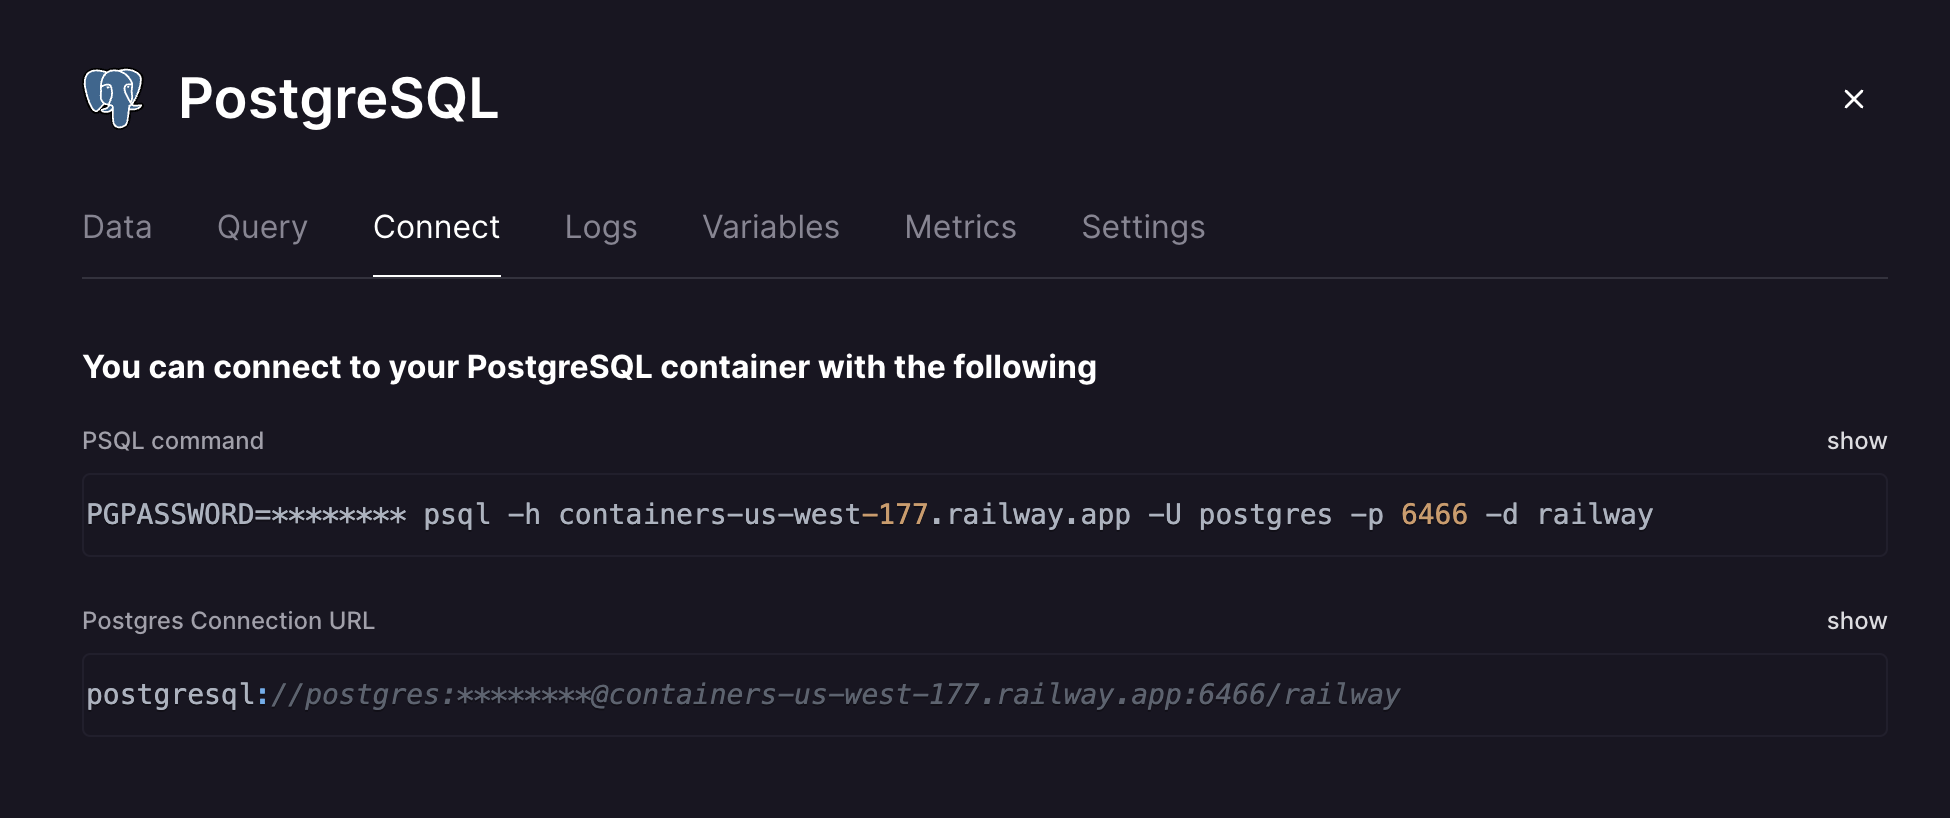 PostgreSQL
Data Query Connect Logs Variables Metrics Settings
You can connect to your PostgreSQL container with the following
PSQL command show
PGPASSWORD=******** psql -h containers-us-west-177.railway.app -U postgres -p 6466 -d railway
Postgres Connection URL show
postgresql://postgres:********@containers-us-west-177.railway.app:6466/railway